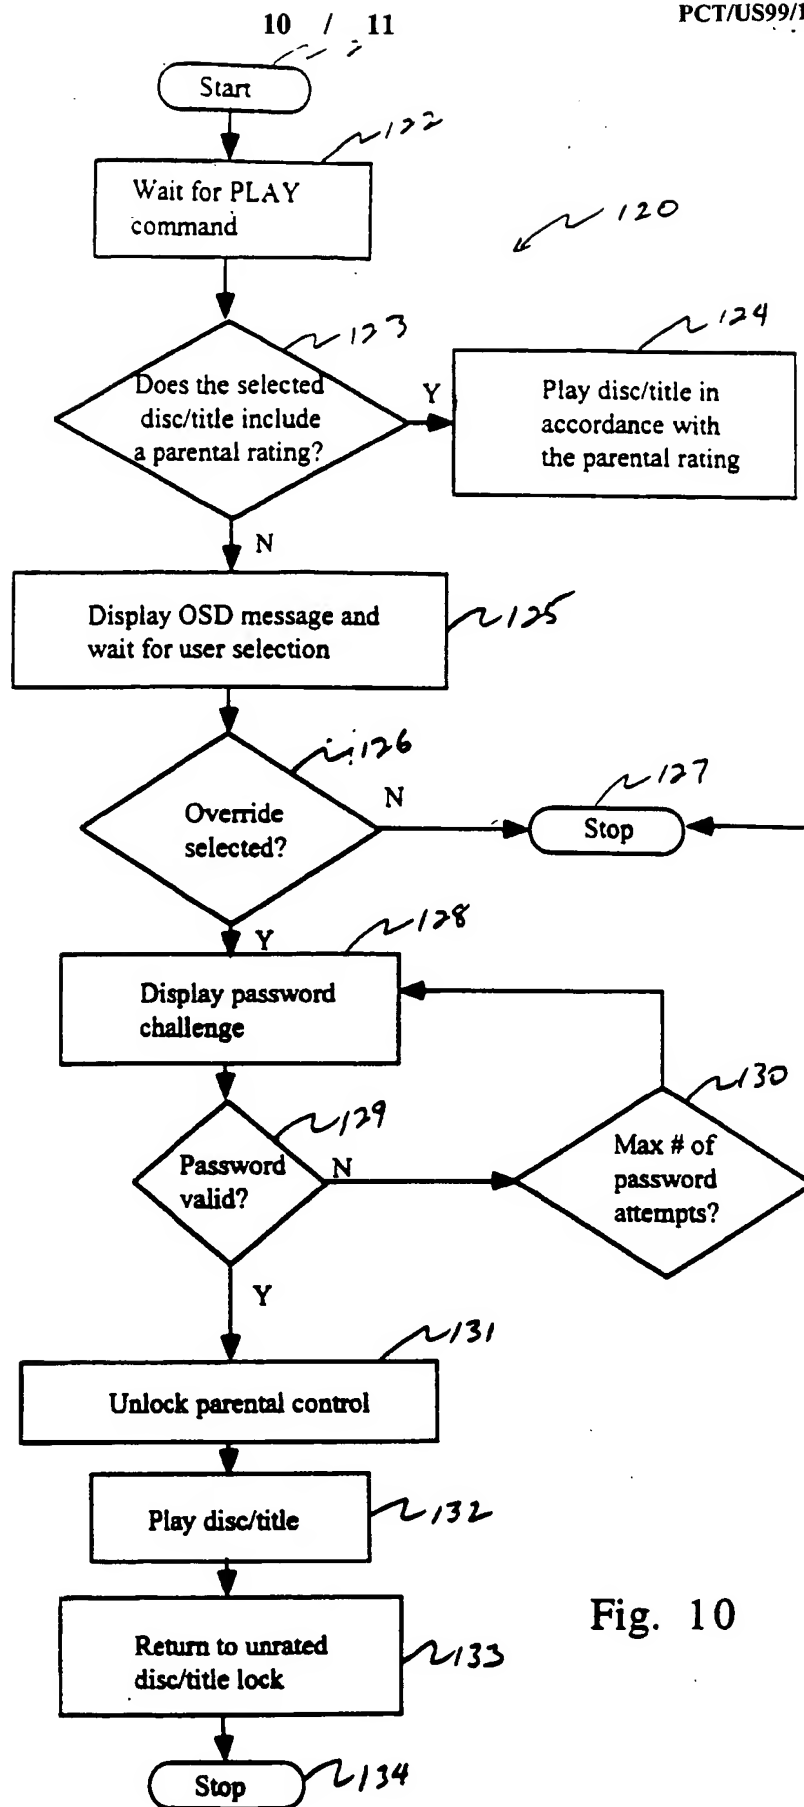 10 / 11
PCT/US99/1
Start
122
Wait for PLAY
command
120
123
124
Does the selected
disc/title include
a parental rating?
Y
Play disc/title in
accordance with
the parental rating
N
Display OSD message and
wait for user selection
125
126
127
Override
selected?
N
Stop
Y
128
Display password
challenge
129
130
Password
valid?
N
Max # of
password
attempts?
Y
131
Unlock parental control
Play disc/title
132
Return to unrated
disc/title lock
133
Fig. 10
Stop
134